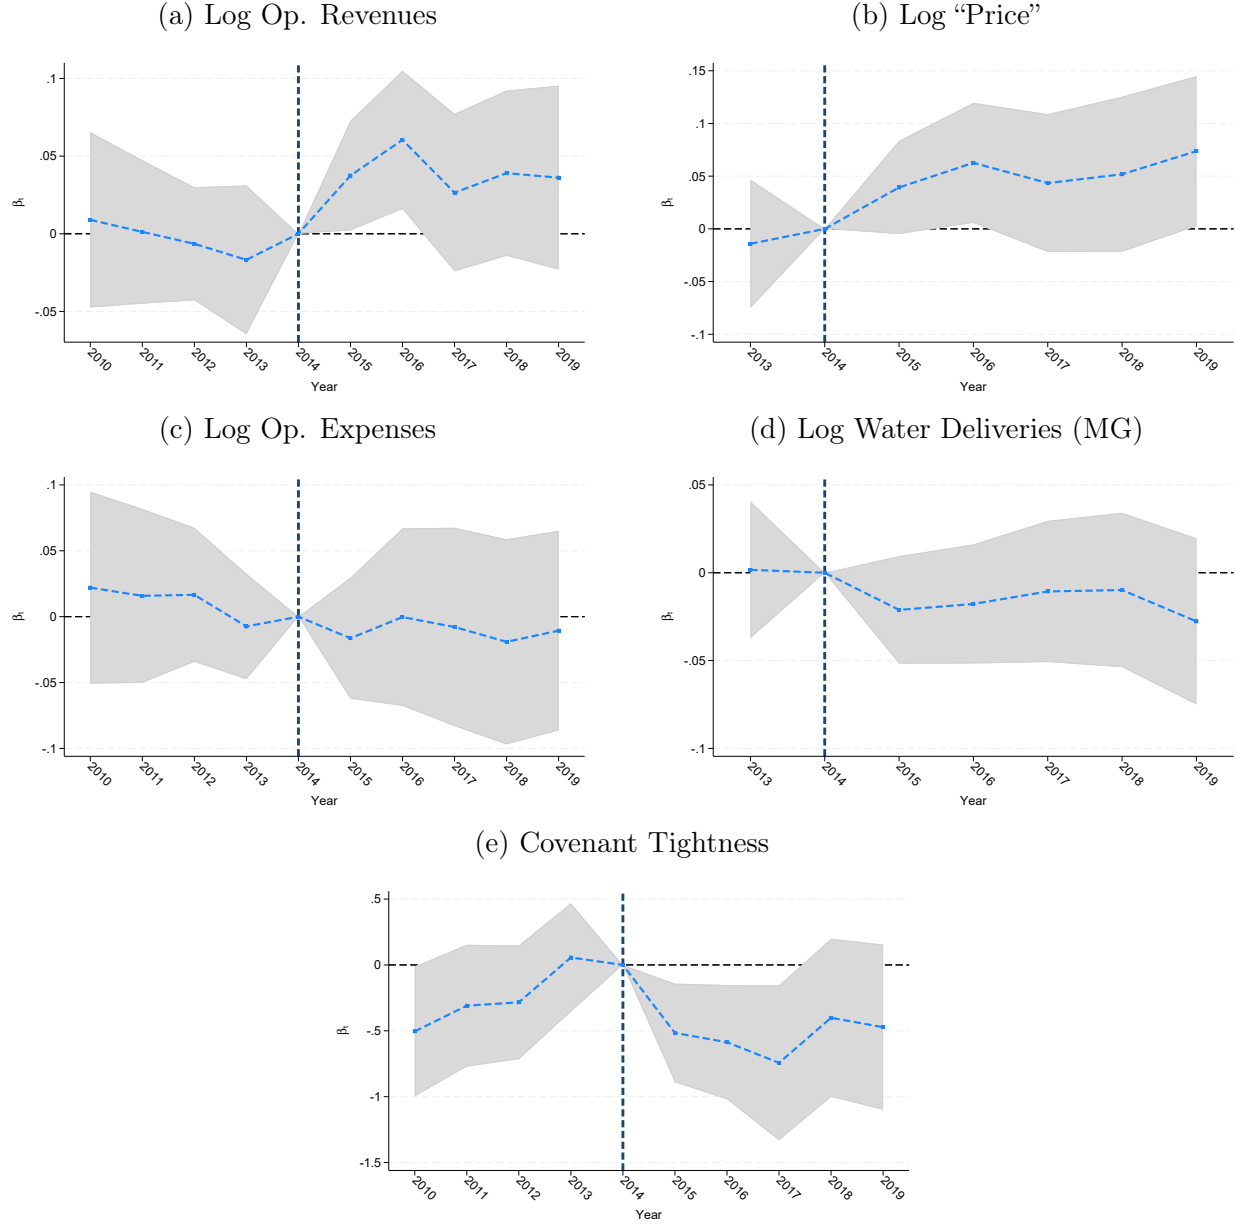 (a) Log Op. Revenues
.1
.05
0
-.05
βt
2010 2011 2012 2013 2014 2015 2016 2017 2018 2019
Year
(b) Log “Price”
.15
.1
.05
0
-.05
-.1
βt
2013 2014 2015 2016 2017 2018 2019
Year
(c) Log Op. Expenses
.1
.05
0
-.05
-.1
βt
2010 2011 2012 2013 2014 2015 2016 2017 2018 2019
Year
(d) Log Water Deliveries (MG)
.05
0
-.05
-.1
βt
2013 2014 2015 2016 2017 2018 2019
Year
(e) Covenant Tightness
.5
0
-.5
-1
-1.5
βt
2010 2011 2012 2013 2014 2015 2016 2017 2018 2019
Year